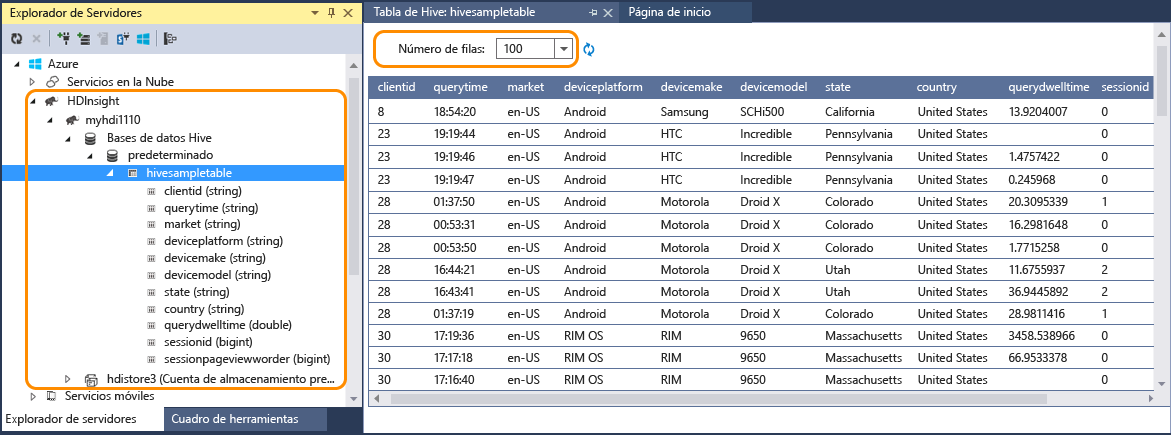 Explorador de Servidores
Azure
Servicios en la Nube
HDInsight
myhdi1110
Bases de datos Hive
predeterminado
hivesampletable
clientid (string)
querytime (string)
market (string)
deviceplatform (string)
devicemake (string)
devicemodel (string)
state (string)
country (string)
querydwelltime (double)
sessionid (bigint)
sessionpageviewworder (bigint)
hdistore3 (Cuenta de almacenamiento pre...
Servicios móviles
Explorador de servidores Cuadro de herramientas
Tabla de Hive: hivesampletable Página de inicio
Número de filas: 100
clientid querytime market deviceplatform devicemake devicemodel state country querydwelltime sessionid
8 18:54:20 en-US Android Samsung SCHi500 California United States 13.9204007 0
23 19:19:44 en-US Android HTC Incredible Pennsylvania United States 0
23 19:19:46 en-US Android HTC Incredible Pennsylvania United States 1.4757422 0
23 19:19:47 en-US Android HTC Incredible Pennsylvania United States 0.245968 0
28 01:37:50 en-US Android Motorola Droid X Colorado United States 20.3095339 1
28 00:53:31 en-US Android Motorola Droid X Colorado United States 16.2981648 0
28 00:53:50 en-US Android Motorola Droid X Colorado United States 1.7715258 0
28 16:44:21 en-US Android Motorola Droid X Utah United States 11.6755937 2
28 16:43:41 en-US Android Motorola Droid X Utah United States 36.9445892 2
28 01:37:19 en-US Android Motorola Droid X Colorado United States 28.9811416 1
30 17:19:36 en-US RIM OS RIM 9650 Massachusetts United States 3458.538966 0
30 17:17:18 en-US RIM OS RIM 9650 Massachusetts United States 66.9533378 0
30 17:16:40 en-US RIM OS RIM 9650 Massachusetts United States 0